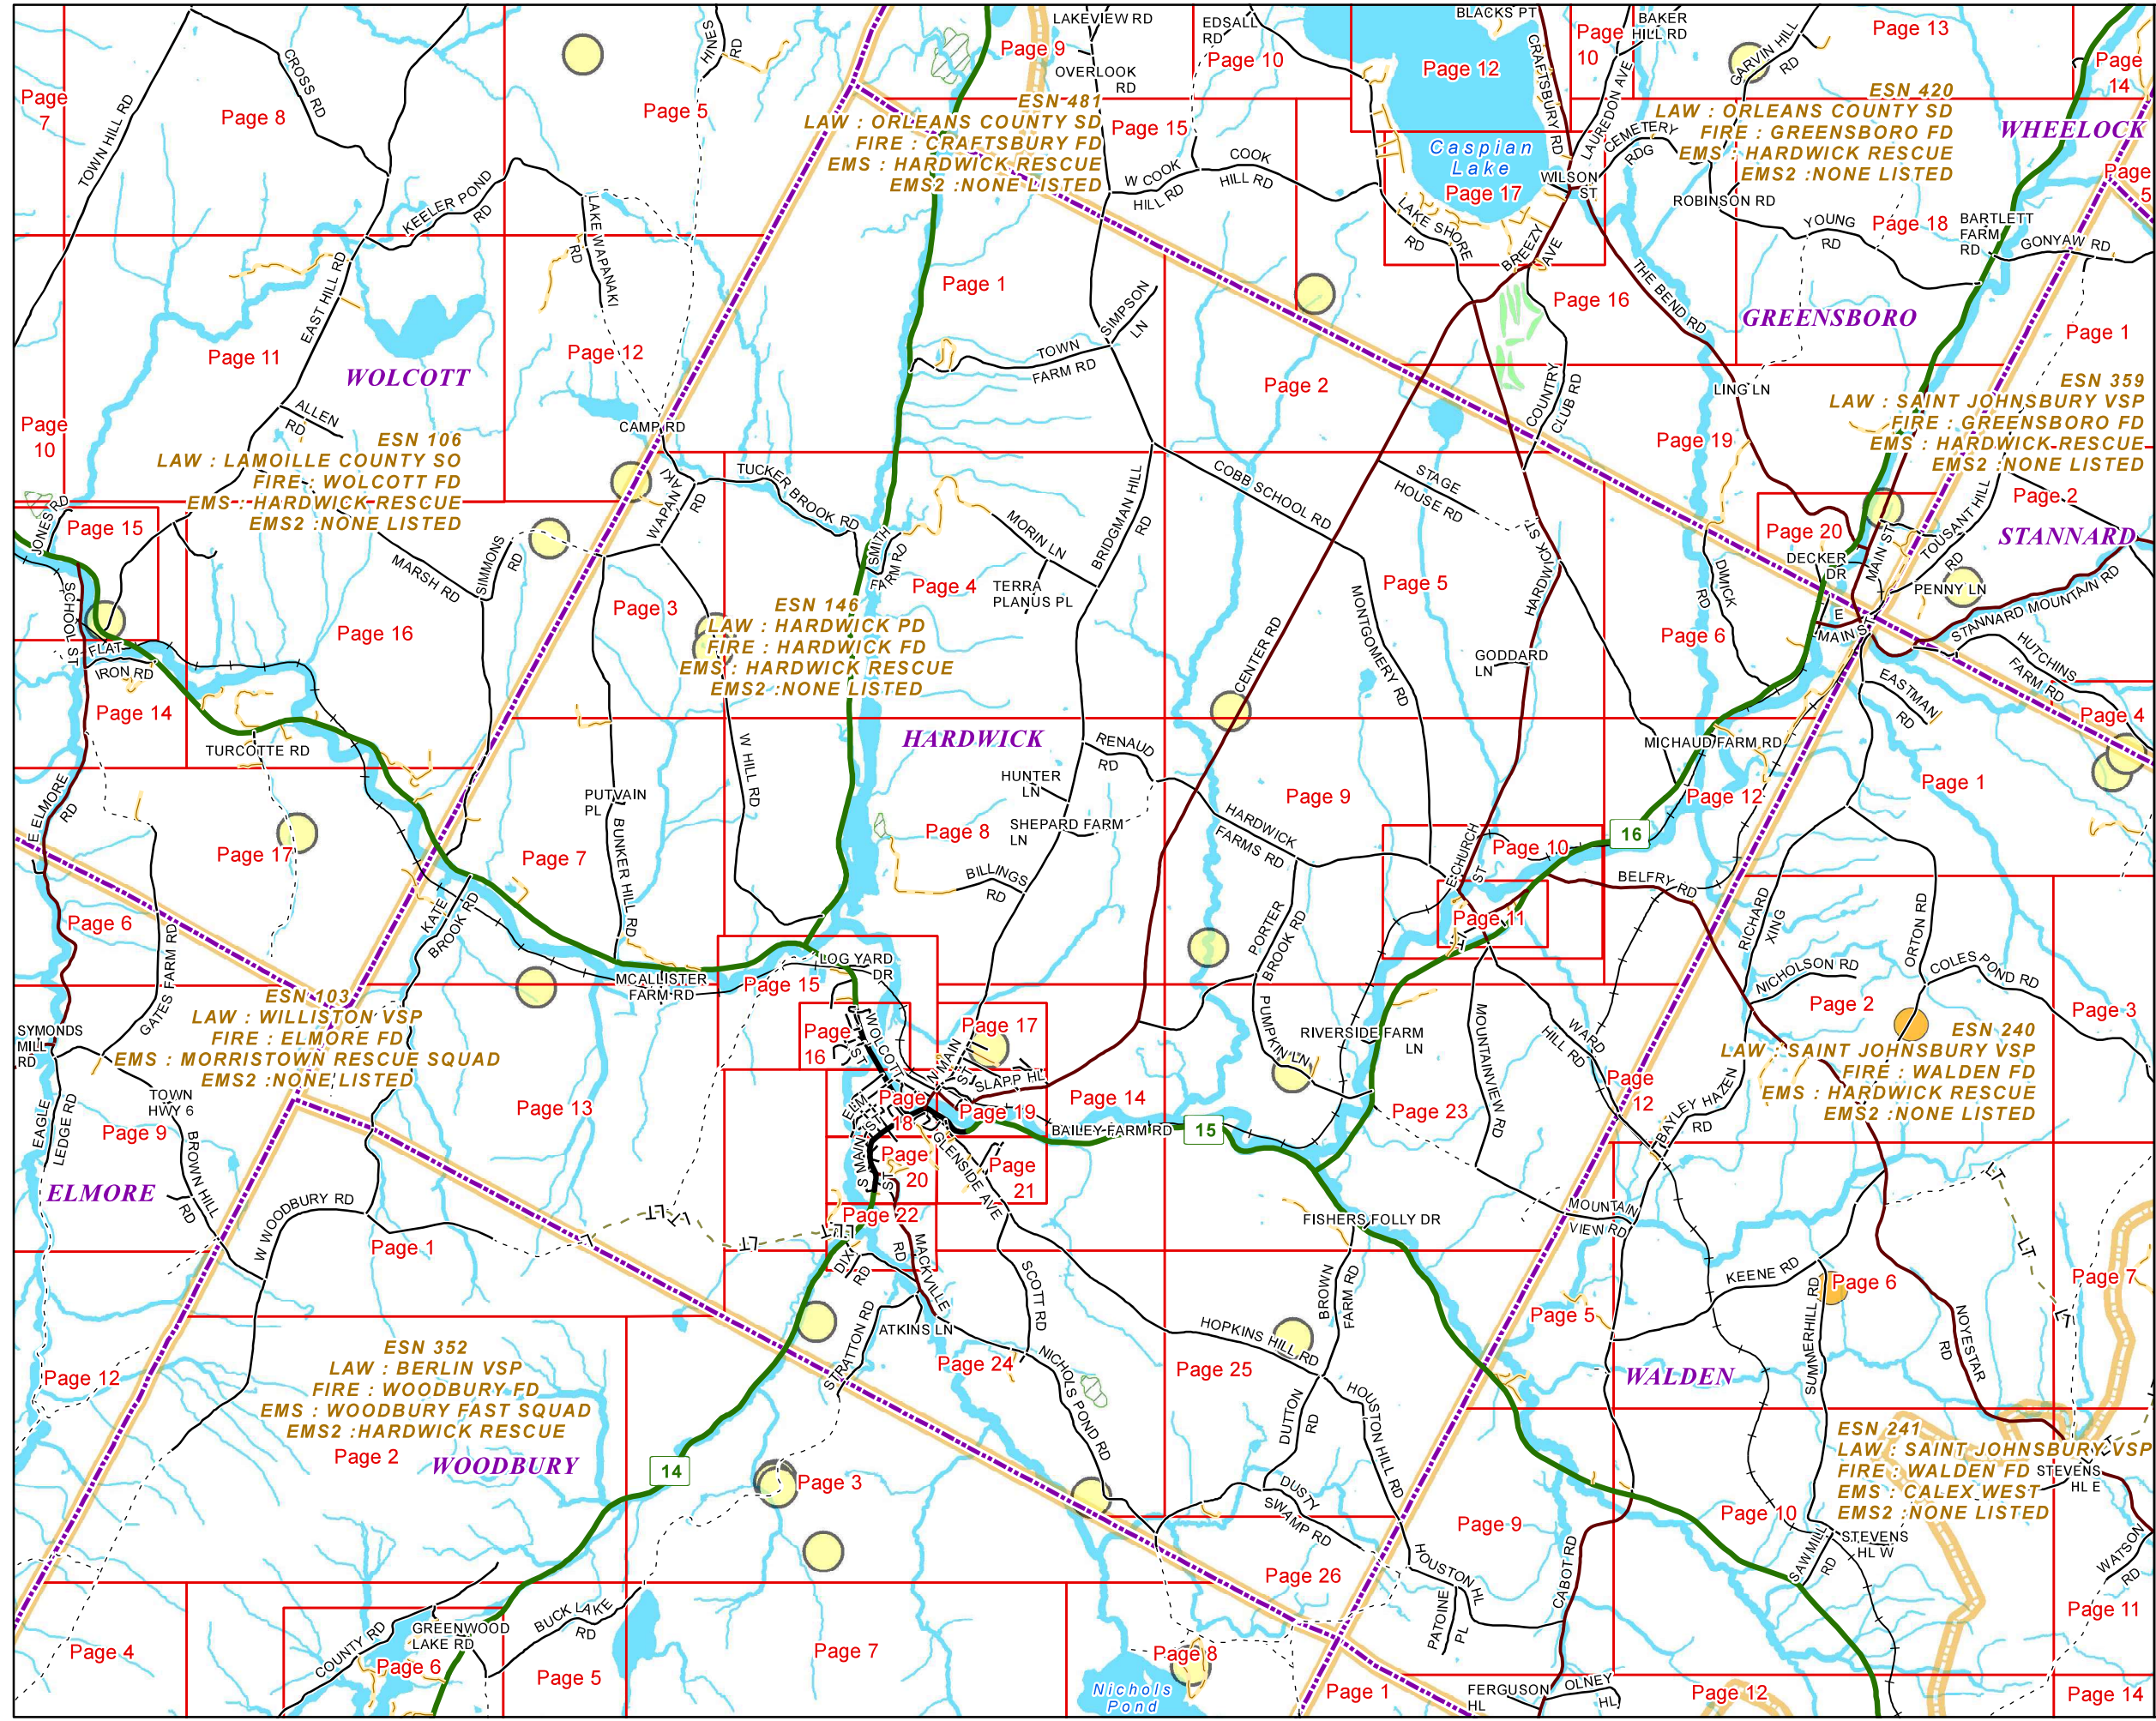 LAKEVIEW RD
EDSALL
RD
BLACKS PT
BAKER
HILL RD
Page
10
Page 13
Page 9
Page 10
Page 12
Page
14
HINES
RD
CROSS RD
TOWN HILL RD
Page
7
Page 8
Page 5
OVERLOOK
RD
CRAFTSBURY RD
LAUREDON AVE
GARVIN HILL
RD
ESN 481
LAW : ORLEANS COUNTY SD
FIRE : CRAFTSBURY FD
EMS : HARDWICK RESCUE
EMS2 :NONE LISTED
ESN 420
LAW : ORLEANS COUNTY SD
FIRE : GREENSBORO FD
EMS : HARDWICK RESCUE
EMS2 :NONE LISTED
WHEELOCK
Page
5
Page 15
Caspian
Lake
Page 17
CEMETERY
RDG
WILSON
ST
ROBINSON RD
W COOK
HILL RD
COOK
HILL RD
LAKE SHORE
RD
BREEZY
AVE
YOUNG
RD
Page 18
BARTLETT
FARM
RD
GONYAW RD
KEELER POND
RD
LAKE WAPANAKI
RD
EAST HILL RD
Page 1
SIMPSON
LN
THE BEND RD
Page 16
GREENSBORO
Page 1
Page 11
WOLCOTT
Page 12
TOWN
FARM RD
Page 2
COUNTRY
CLUB RD
LING LN
ESN 359
LAW : SAINT JOHNSBURY VSP
FIRE : GREENSBORO FD
EMS : HARDWICK RESCUE
EMS2 :NONE LISTED
Page
10
ALLEN
RD
CAMP RD
ESN 106
LAW : LAMOILLE COUNTY SO
FIRE : WOLCOTT FD
EMS : HARDWICK RESCUE
EMS2 :NONE LISTED
Page 19
WAPANAKI
RD
TUCKER BROOK RD
COBB SCHOOL RD
STAGE
HOUSE RD
BRIDGMAN HILL
RD
JONES RD
Page 15
MARSH RD
SIMMONS
RD
SMITH
FARM RD
MORIN LN
TERRA
PLANUS PL
Page 4
HARDWICK ST
Page 5
Page 20
DECKER
DR
MAIN ST
TOUSANT HILL
RD
Page 2
STANNARD
PENNY LN
STANNARD MOUNTAIN RD
DIMICK
RD
E
MAIN ST
HUTCHINS
FARM RD
SCHOOL ST
FLAT
IRON RD
Page 16
Page 3
ESN 146
LAW : HARDWICK PD
FIRE : HARDWICK FD
EMS : HARDWICK RESCUE
EMS2 :NONE LISTED
CENTER RD
MONTGOMERY RD
GODDARD
LN
Page 6
EASTMAN
RD
Page 4
Page 14
TURCOTTE RD
HARDWICK
RENAUD
RD
MICHAUD FARM RD
Page 1
E ELMORE
RD
Page 17
PUTVAIN
PL
BUNKER HILL RD
W HILL RD
HUNTER
LN
SHEPARD FARM
LN
Page 8
Page 9
Page 12
16
HARDWICK
FARMS RD
E CHURCH
ST
Page 10
Page 7
BILLINGS
RD
BELFRY RD
Page 6
KATE
BROOK RD
GATES FARM RD
PORTER
BROOK RD
Page 11
RICHARD
XING
ORTON RD
COLES POND RD
NICHOLSON RD
LOG YARD
DR
MCALLISTER
FARM RD
Page 15
Page 2
Page 3
SYMONDS
MILL
RD
ESN 103
LAW : WILLISTON VSP
FIRE : ELMORE FD
EMS : MORRISTOWN RESCUE SQUAD
EMS2 :NONE LISTED
Page
16
WOLCOTT
ST
Page 17
N MAIN
ST
SLAPP HL
PUMPKIN LN
RIVERSIDE FARM
LN
MOUNTAINVIEW RD
WARD
HILL RD
ESN 240
LAW : SAINT JOHNSBURY VSP
FIRE : WALDEN FD
EMS : HARDWICK RESCUE
EMS2 :NONE LISTED
TOWN
HWY 6
Page 9
EAGLE
LEDGE RD
BROWN HILL
RD
Page 13
ELM
ST
Page
18
Page 19
Page 14
BAILEY FARM RD
15
Page 23
Page
12
BAYLEY HAZEN
RD
ELMORE
S MAIN
ST
Page
20
GLENSIDE AVE
Page
21
W WOODBURY RD
Page 1
Page 22
LT
LT
LT
LT
DIX
RD
MACKVILLE
RD
FISHERS FOLLY DR
MOUNTAIN
VIEW RD
LT
LT
LT
KEENE RD
Page 6
Page 7
BROWN
FARM RD
SCOTT RD
STRATTON RD
ATKINS LN
HOPKINS HILL RD
Page 5
SUMMERHILL RD
NOYESTAR
RD
Page 12
ESN 352
LAW : BERLIN VSP
FIRE : WOODBURY FD
EMS : WOODBURY FAST SQUAD
EMS2 :HARDWICK RESCUE
Page 24
NICHOLS POND RD
Page 25
DUTTON
RD
HOUSTON HILL RD
WALDEN
Page 2
WOODBURY
14
Page 3
DUSTY
SWAMP RD
ESN 241
LAW : SAINT JOHNSBURY VSP
FIRE : WALDEN FD
EMS : CALEX WEST
EMS2 :NONE LISTED
STEVENS
HL E
Page 9
Page 10
SAWMILL
RD
STEVENS
HL W
WATSON
RD
CABOT RD
HOUSTON HL
PATOINE
PL
Page 26
Page 11
COUNTY RD
GREENWOOD
LAKE RD
BUCK LAKE
RD
Page 4
Page 6
Page 5
Page 7
Page 8
Nichols
Pond
Page 1
FERGUSON
HL
OLNEY
HL
Page 12
Page 14